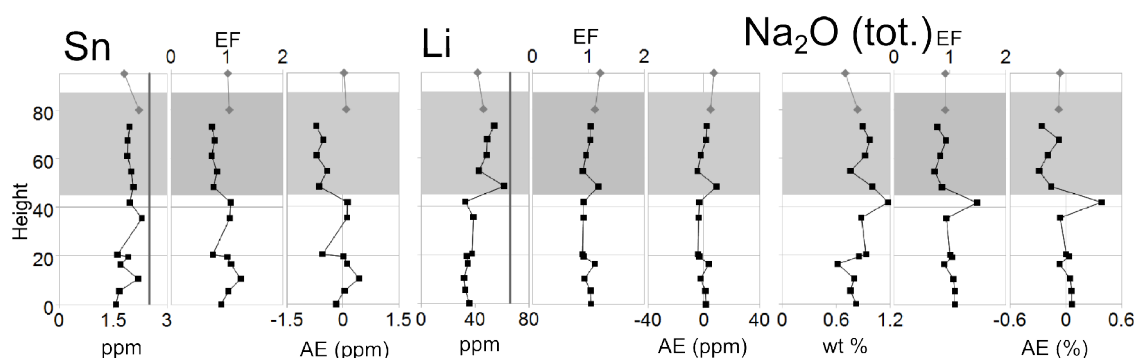 Sn EF Li EF Na₂O (tot.) EF
0 1 2 0 1 2 0 1 2
Height
80
60
40
20
0
0 1.5 3 -1.5 0 1.5 0 40 80 -40 0 40 0 0.6 1.2 -0.6 0 0.6
ppm AE (ppm) ppm AE (ppm) wt % AE (%)